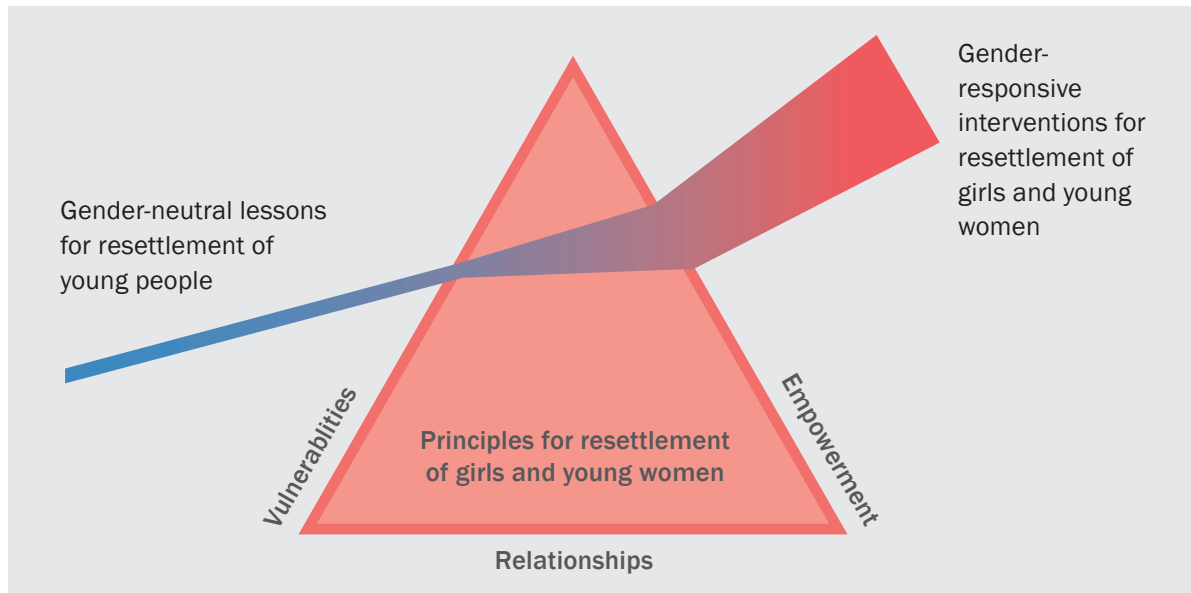 Gender-neutral lessons
for resettlement of
young people
Gender-
responsive
interventions for
resettlement of
girls and young
women
Vulnerablities
Empowerment
Principles for resettlement
of girls and young women
Relationships